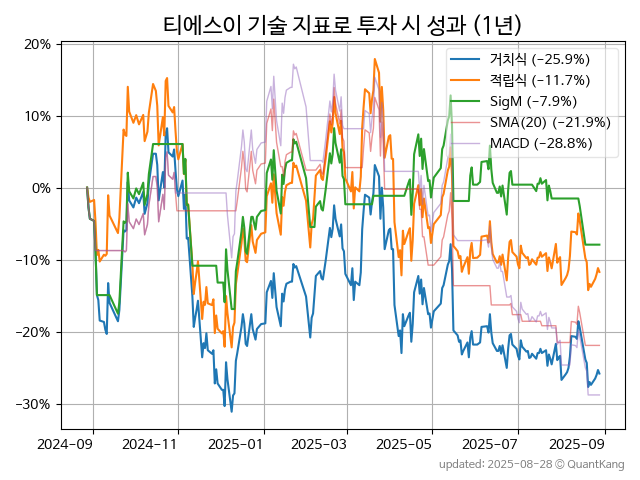 티에스이 기술 지표로 투자 시 성과 (1년)
20%
10%
0%
−10%
−20%
−30%
거치식 (−25.9%)
적립식 (−11.7%)
SigM (−7.9%)
SMA(20) (−21.9%)
MACD (−28.8%)
2024-09
2024-11
2025-01
2025-03
2025-05
2025-07
2025-09
updated: 2025-08-28 © QuantKang